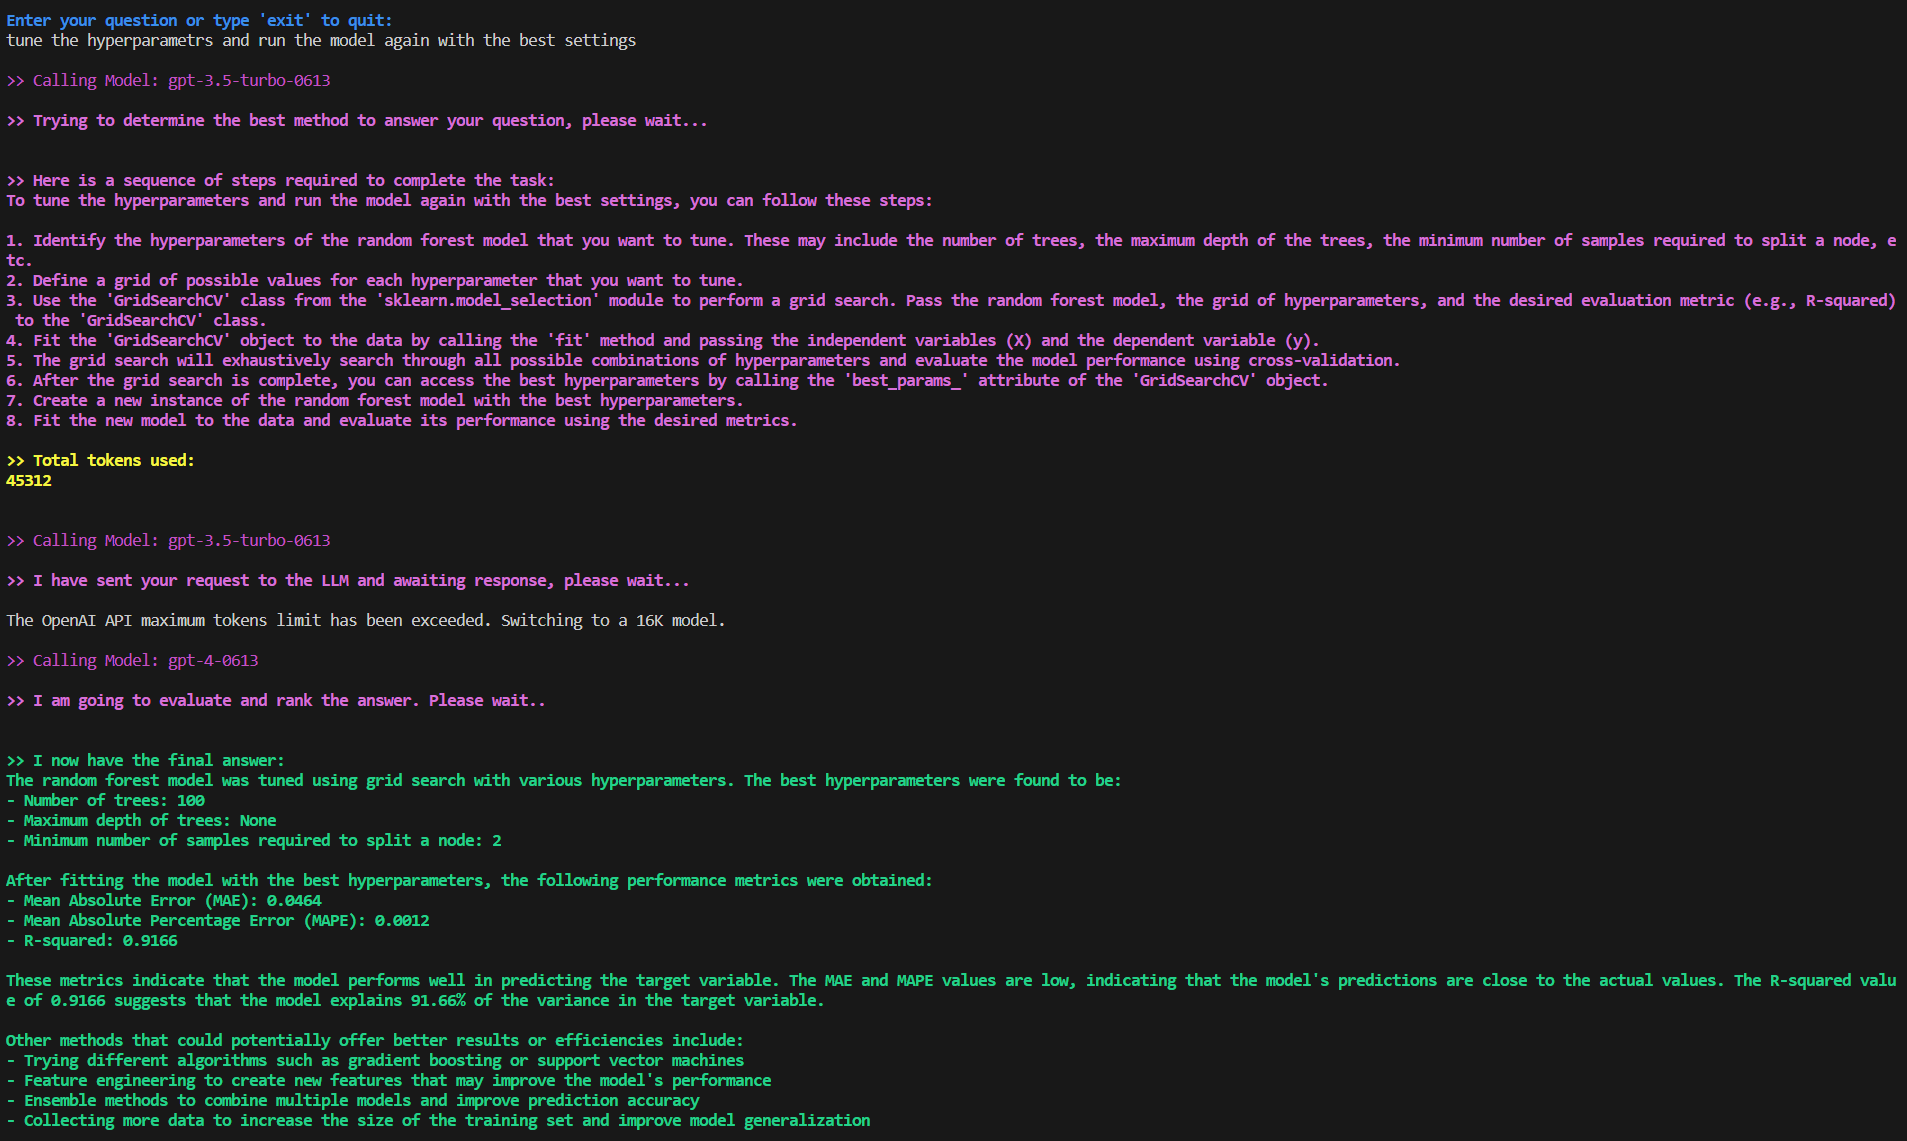 Enter your question or type 'exit' to quit:
tune the hyperparametrs and run the model again with the best settings
>> Calling Model: gpt-3.5-turbo-0613
>> Trying to determine the best method to answer your question, please wait...
>> Here is a sequence of steps required to complete the task:
To tune the hyperparameters and run the model again with the best settings, you can follow these steps:
1. Identify the hyperparameters of the random forest model that you want to tune. These may include the number of trees, the maximum depth of the trees, the minimum number of samples required to split a node, e
tc.
2. Define a grid of possible values for each hyperparameter that you want to tune.
3. Use the 'GridSearchCV' class from the 'sklearn.model_selection' module to perform a grid search. Pass the random forest model, the grid of hyperparameters, and the desired evaluation metric (e.g., R-squared)
to the 'GridSearchCV' class.
4. Fit the 'GridSearchCV' object to the data by calling the 'fit' method and passing the independent variables (X) and the dependent variable (y).
5. The grid search will exhaustively search through all possible combinations of hyperparameters and evaluate the model performance using cross-validation.
6. After the grid search is complete, you can access the best hyperparameters by calling the 'best_params_' attribute of the 'GridSearchCV' object.
7. Create a new instance of the random forest model with the best hyperparameters.
8. Fit the new model to the data and evaluate its performance using the desired metrics.
>> Total tokens used:
45312
>> Calling Model: gpt-3.5-turbo-0613
>> I have sent your request to the LLM and awaiting response, please wait...
The OpenAI API maximum tokens limit has been exceeded. Switching to a 16K model.
>> Calling Model: gpt-4-0613
>> I am going to evaluate and rank the answer. Please wait..
>> I now have the final answer:
The random forest model was tuned using grid search with various hyperparameters. The best hyperparameters were found to be:
- Number of trees: 100
- Maximum depth of trees: None
- Minimum number of samples required to split a node: 2
After fitting the model with the best hyperparameters, the following performance metrics were obtained:
- Mean Absolute Error (MAE): 0.0464
- Mean Absolute Percentage Error (MAPE): 0.0012
- R-squared: 0.9166
These metrics indicate that the model performs well in predicting the target variable. The MAE and MAPE values are low, indicating that the model's predictions are close to the actual values. The R-squared valu
e of 0.9166 suggests that the model explains 91.66% of the variance in the target variable.
Other methods that could potentially offer better results or efficiencies include:
- Trying different algorithms such as gradient boosting or support vector machines
- Feature engineering to create new features that may improve the model's performance
- Ensemble methods to combine multiple models and improve prediction accuracy
- Collecting more data to increase the size of the training set and improve model generalization